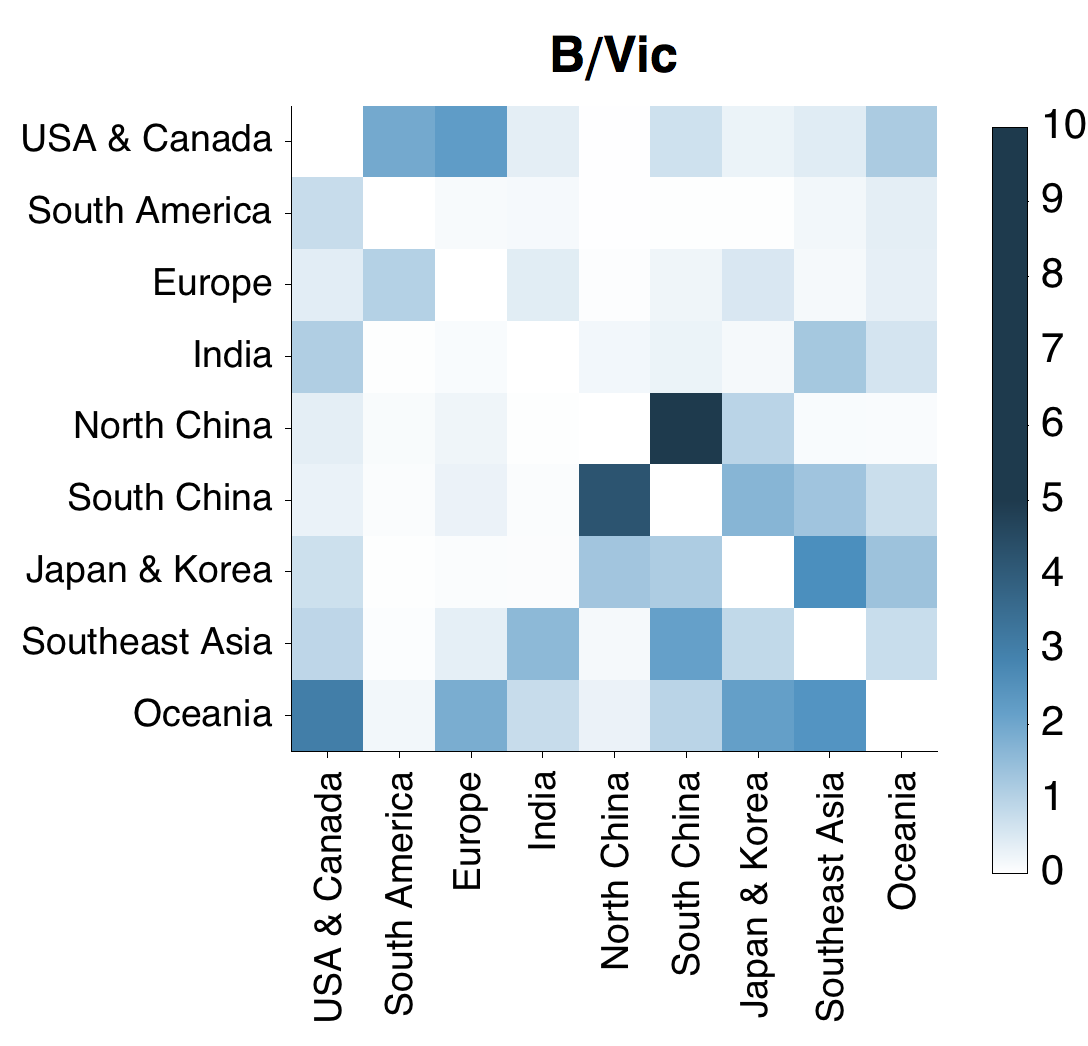 B/Vic
USA & Canada
South America
Europe
India
North China
South China
Japan & Korea
Southeast Asia
Oceania
USA & Canada
South America
Europe
India
North China
South China
Japan & Korea
Southeast Asia
Oceania
10
9
8
7
6
5
4
3
2
1
0